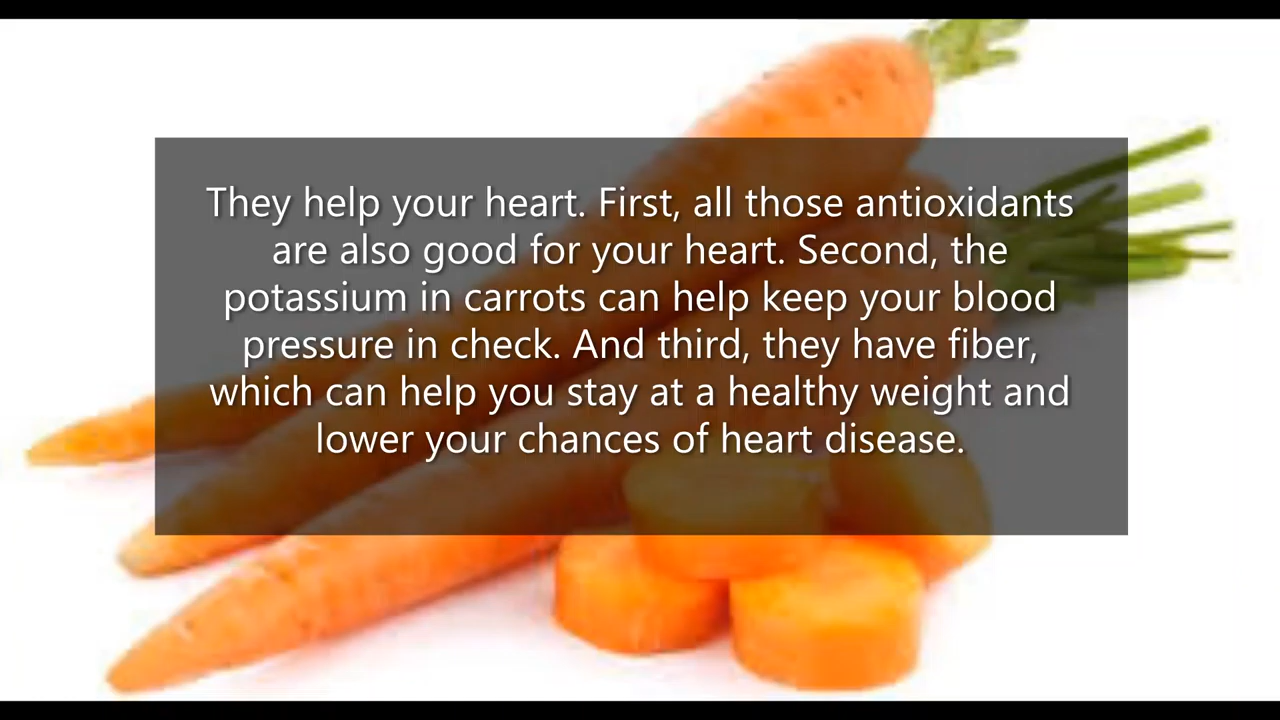 They help your heart. First, all those antioxidants
are also good for your heart. Second, the
potassium in carrots can help keep your blood
pressure in check. And third, they have fiber,
which can help you stay at a healthy weight and
lower your chances of heart disease.